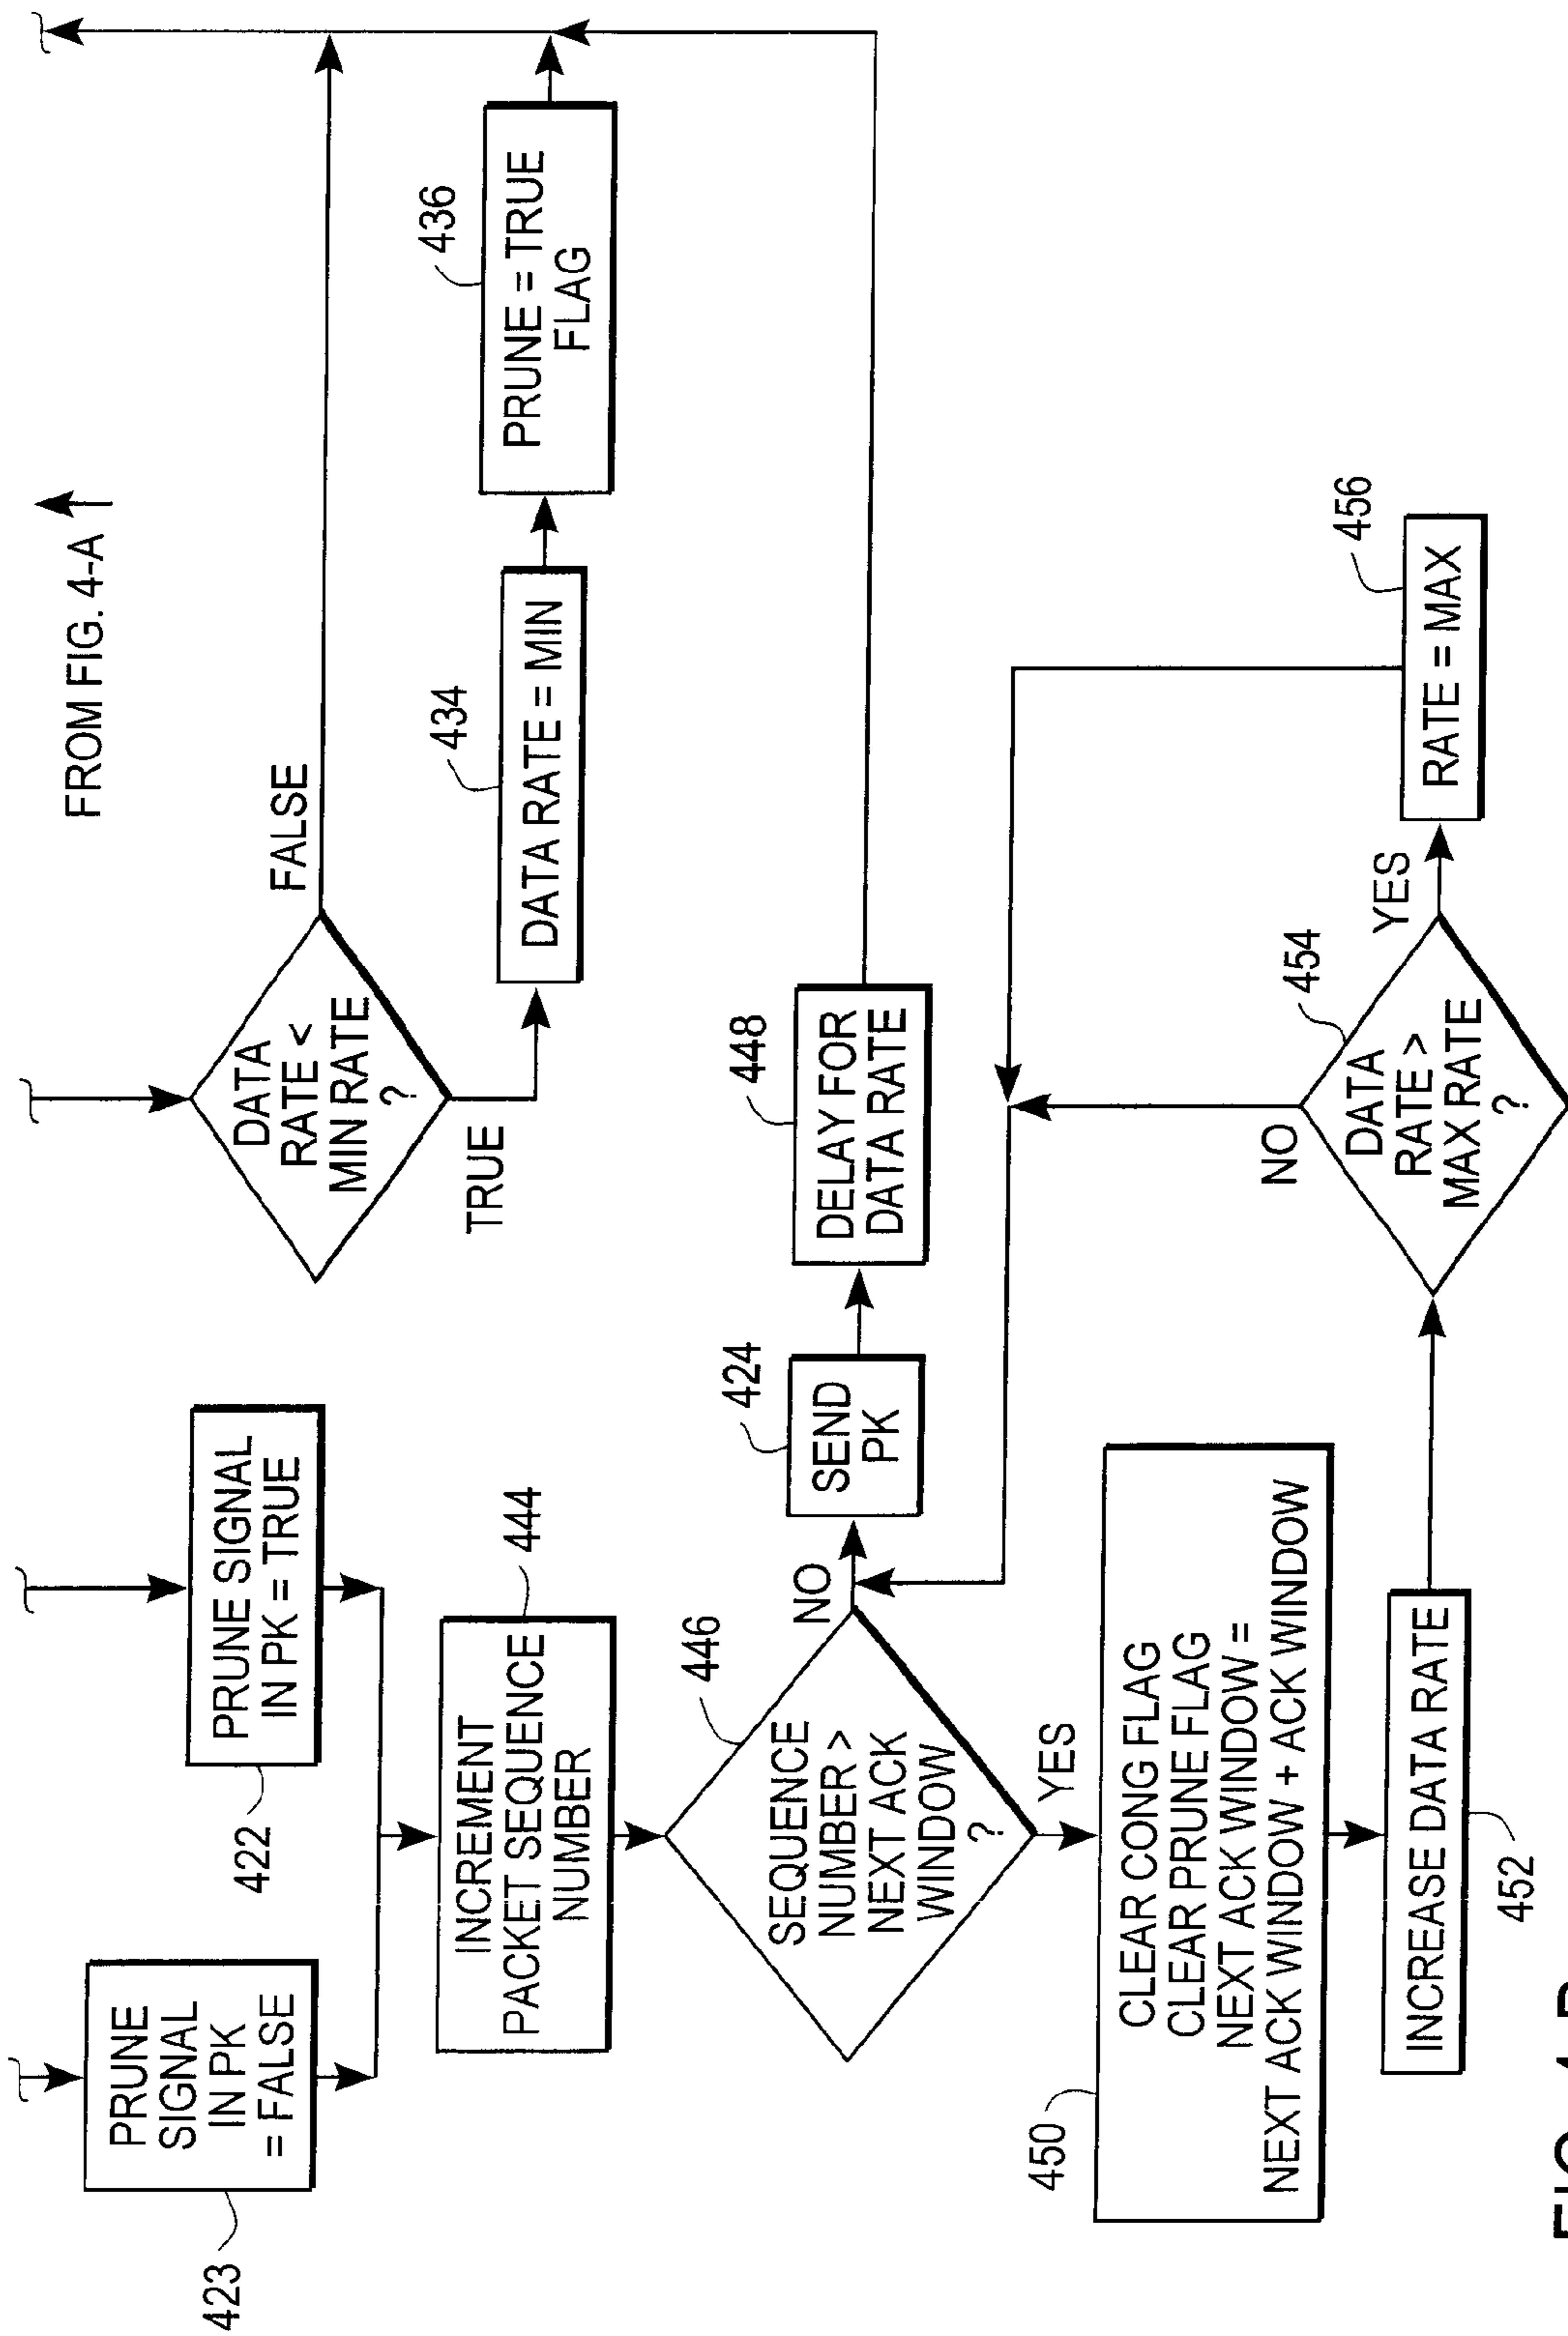 FROM FIG. 4-A
423
PRUNE
SIGNAL
IN PK
= FALSE
422
PRUNE SIGNAL
IN PK = TRUE
DATA
RATE <
MIN RATE
?
FALSE
TRUE
434
DATA RATE = MIN
436
PRUNE = TRUE
FLAG
444
INCREMENT
PACKET SEQUENCE
NUMBER
446
SEQUENCE
NUMBER >
NEXT ACK
WINDOW
?
NO
YES
424
SEND
PK
448
DELAY FOR
DATA RATE
450
CLEAR CONG FLAG
CLEAR PRUNE FLAG
NEXT ACK WINDOW =
NEXT ACK WINDOW + ACK WINDOW
452
INCREASE DATA RATE
454
DATA
RATE >
MAX RATE
?
NO
YES
456
RATE = MAX